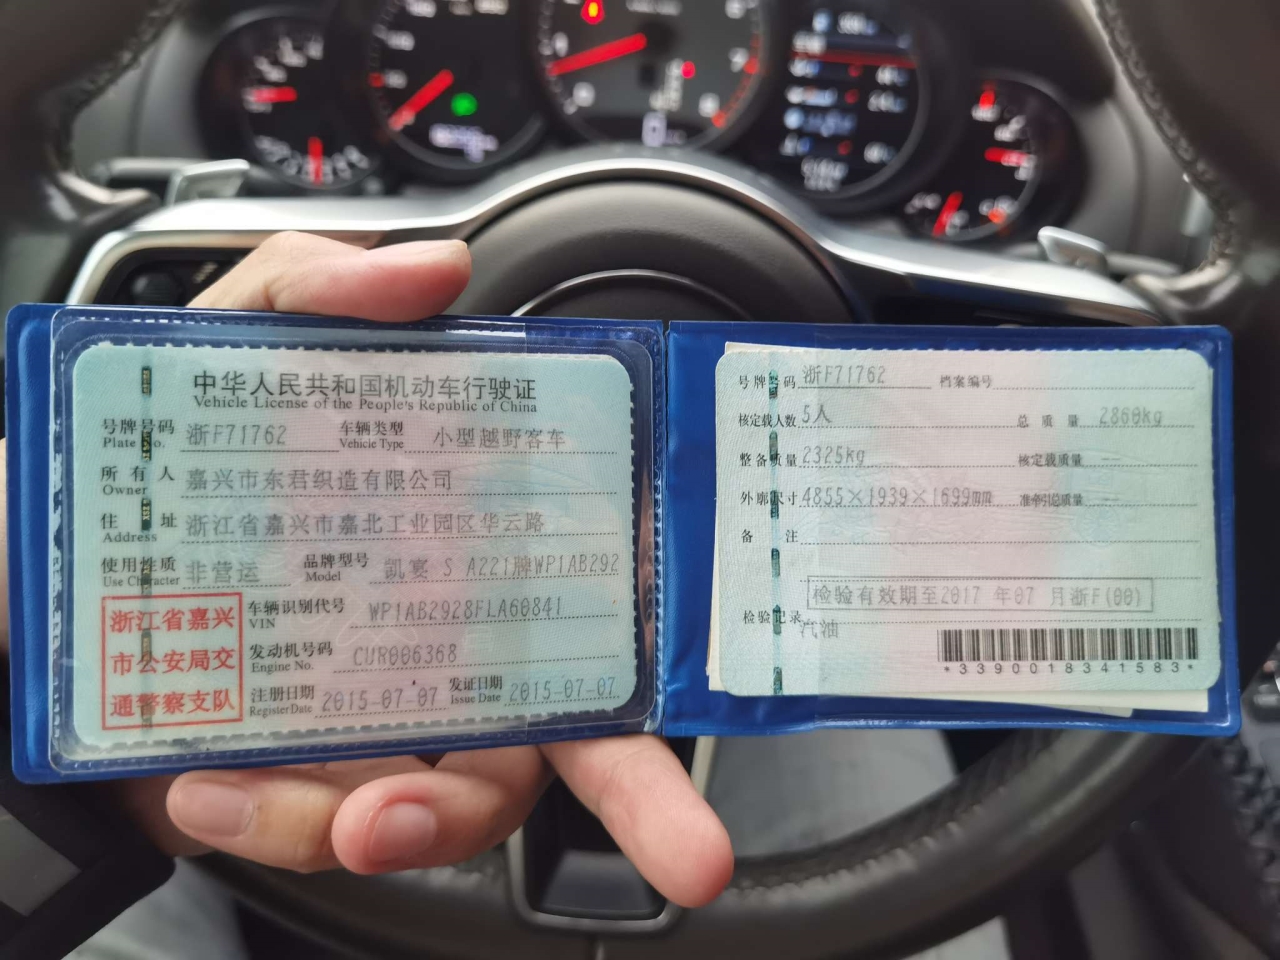 中华人民共和国机动车行驶证
Vehicle License of the People's Republic of China
号牌号码 浙F71762 车辆类型 小型越野客车
Plate No. Vehicle Type
所有人 嘉兴市东君织造有限公司
Owner
住址 浙江省嘉兴市嘉北工业园区华云路
Address
使用性质 非营运 品牌型号 凯宴 S A221牌WP1AB292
Use Character Model
浙江省嘉兴
市公安局交
通警察支队
车辆识别代号 WP1AB2928FLA60841
VIN
发动机号码 CUR006368
Engine No.
注册日期 2015-07-07 发证日期 2015-07-07
Register Date Issue Date
号牌号码 浙F71762 档案编号
核定载人数 5人 总质量 2860kg
整备质量 2325kg 核定载质量 —
外廓尺寸 4855×1939×1699mm 准牵引总质量 —
备注
检验有效期至2017 年07 月浙F(00)
检验记录
汽油
*3390018341583*